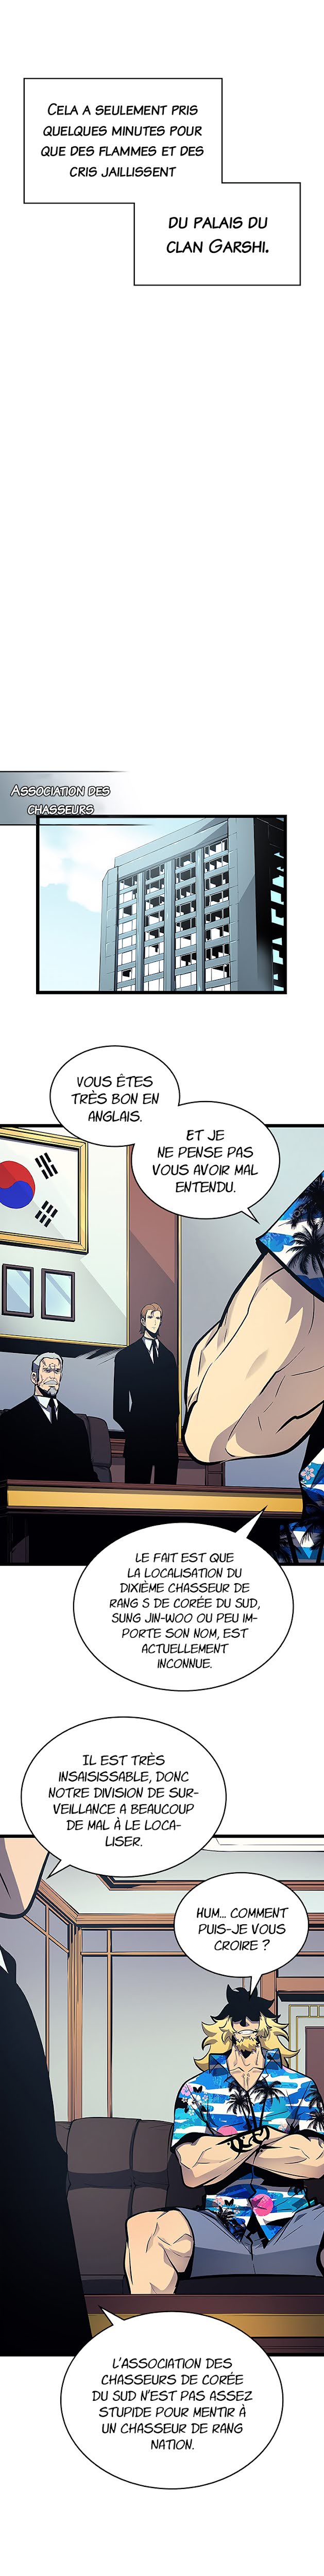 Cela a seulement pris
quelques minutes pour
que des flammes et des
cris jaillissent
du palais du
clan Garshi.
Association des
chasseurs
VOUS ÊTES
TRÈS BON EN
ANGLAIS.
ET JE
NE PENSE PAS
VOUS AVOIR MAL
ENTENDU.
LE FAIT EST QUE
LA LOCALISATION DU
DIXIÈME CHASSEUR DE
RANG S DE CORÉE DU SUD,
SUNG JIN-WOO OU PEU IM-
PORTE SON NOM, EST
ACTUELLEMENT
INCONNUE.
IL EST TRÈS
INSAISISSABLE, DONC
NOTRE DIVISION DE SUR-
VEILLANCE A BEAUCOUP
DE MAL À LE LOCA-
LISER.
HUM... COMMENT
PUIS-JE VOUS
CROIRE ?
L'ASSOCIATION DES
CHASSEURS DE CORÉE
DU SUD N'EST PAS ASSEZ
STUPIDE POUR MENTIR À
UN CHASSEUR DE RANG
NATION.